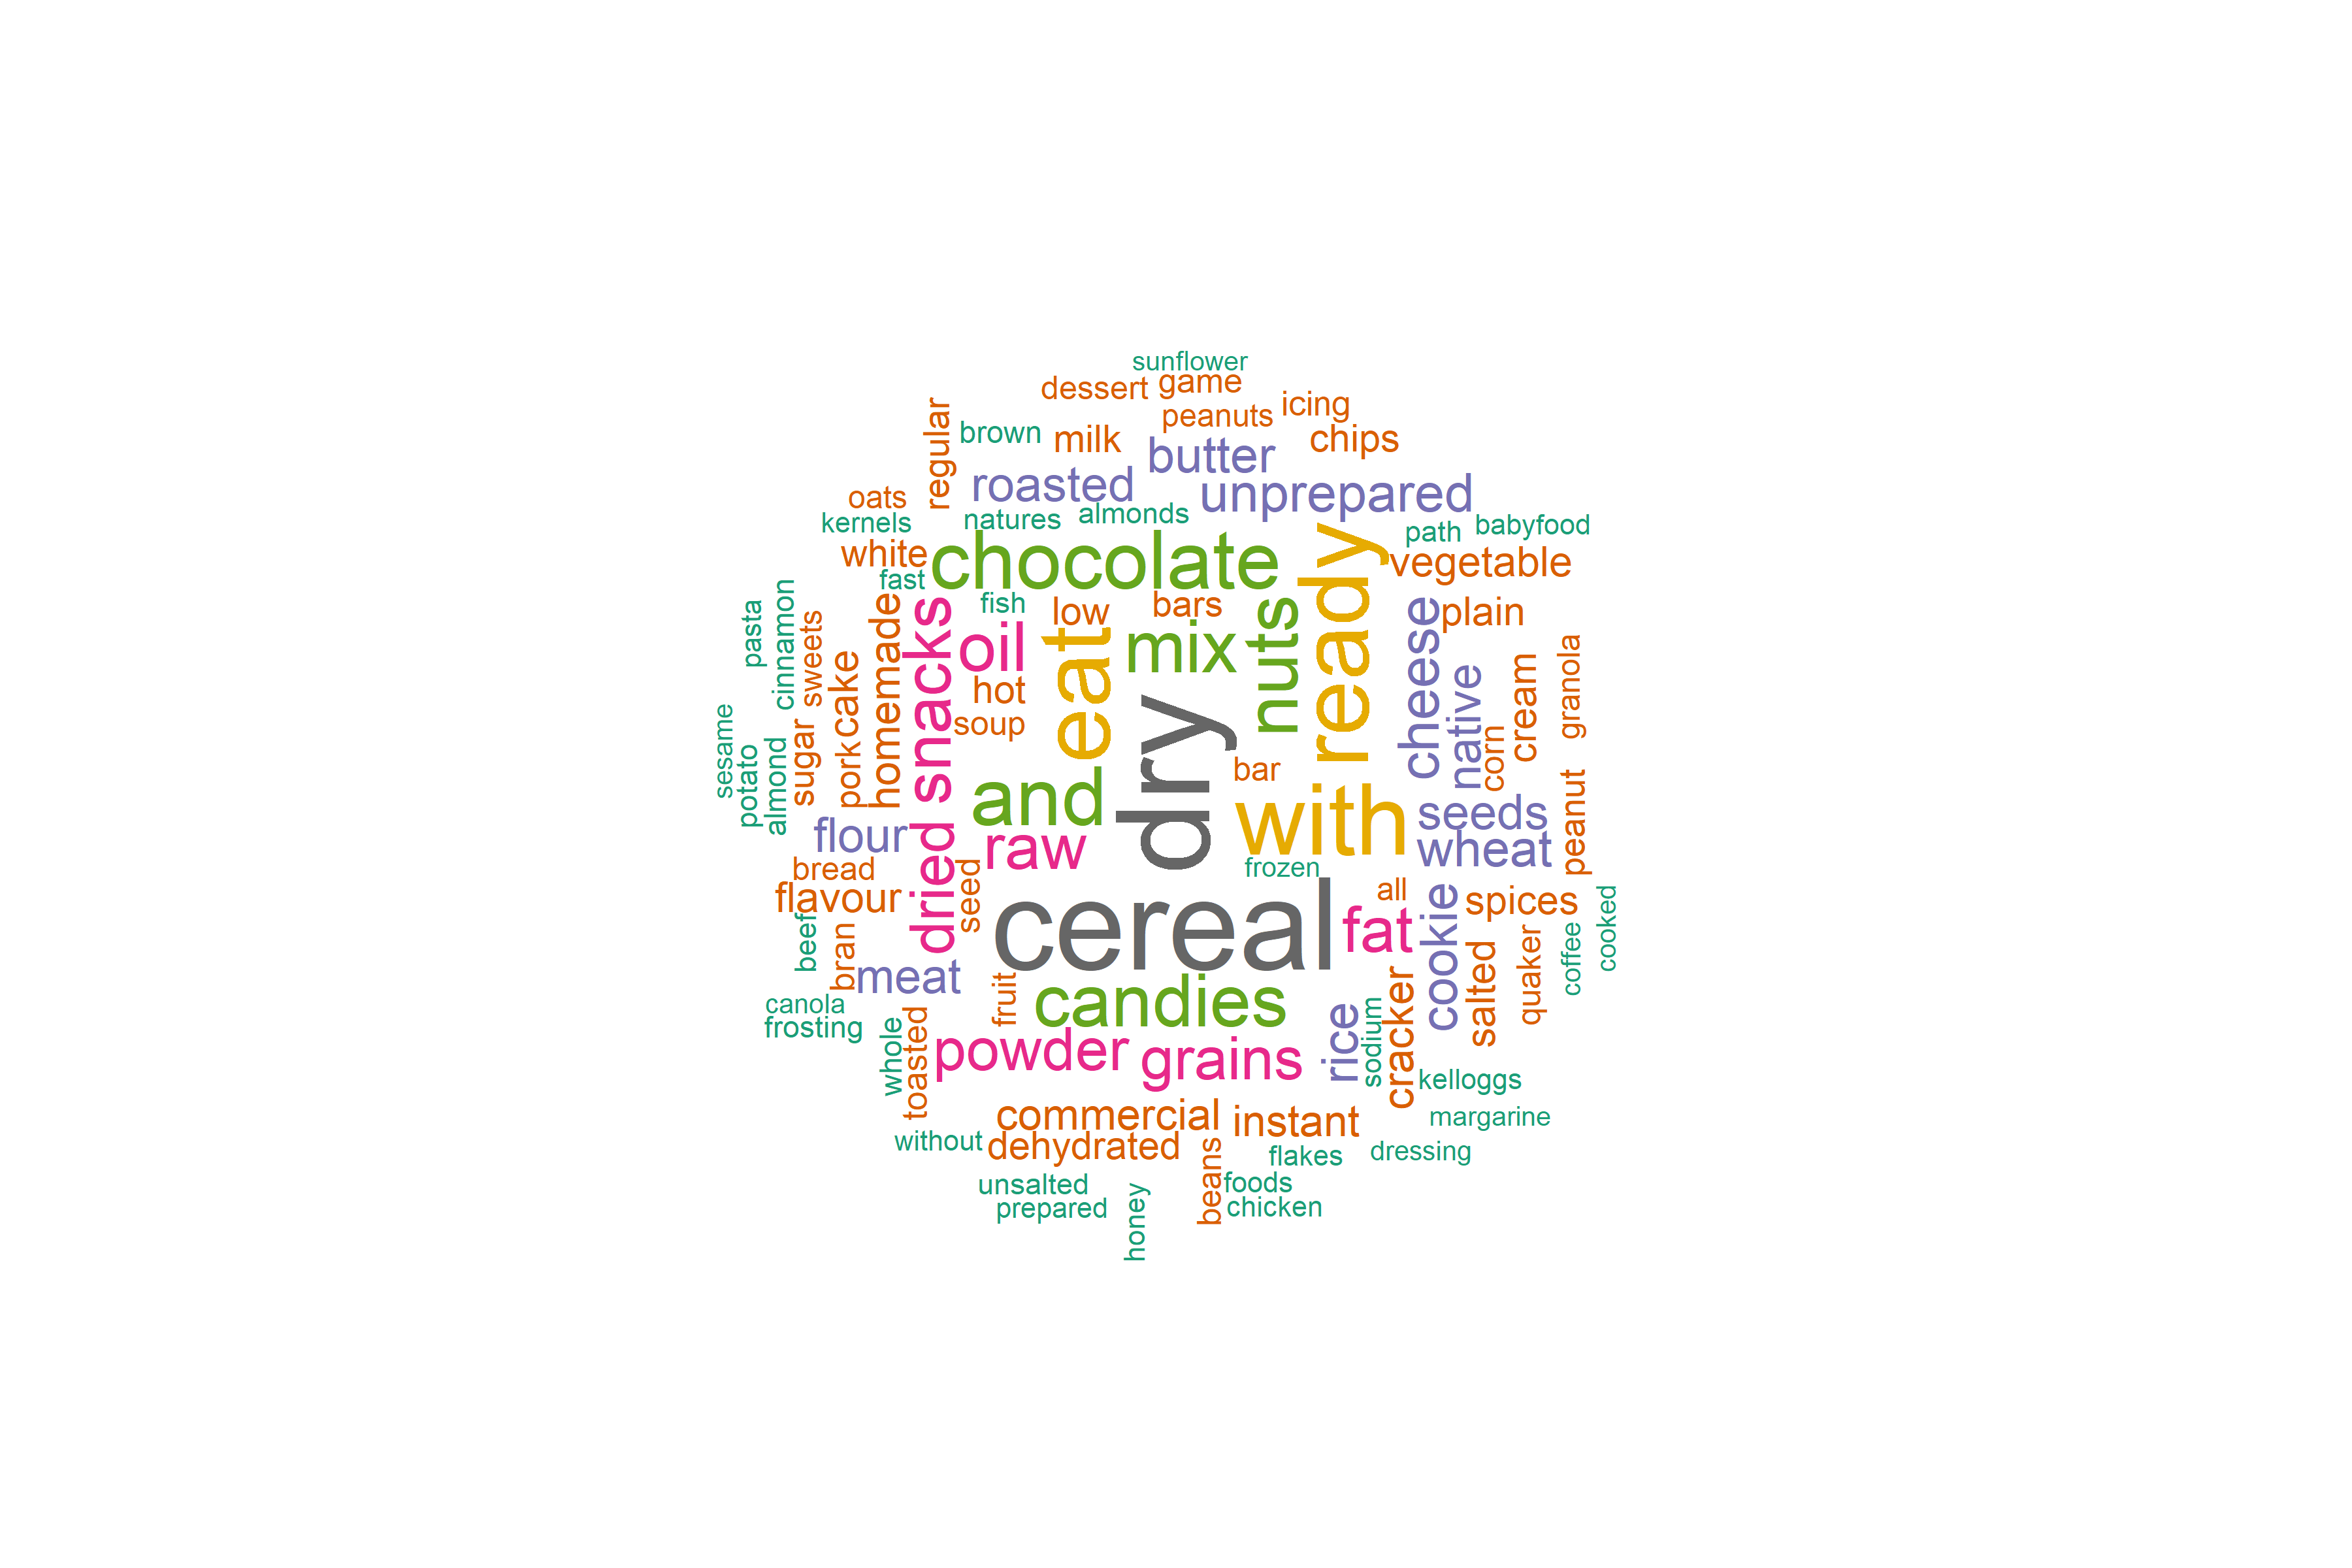 sunflower
dessert
game
peanuts
icing
regular
brown
milk
butter
chips
roasted
unprepared
oats
kernels
natures
almonds
path
babyfood
white
chocolate
ready
vegetable
fast
fish
low
bars
nuts
cheese
plain
pasta
cinnamon
sweets
cake
homemade
snacks
oil
eat
mix
native
cream
granola
hot
soup
sesame
potato
almond
sugar
pork
dry
bar
corn
and
with
seeds
peanut
flour
dried
raw
wheat
bread
seed
frozen
flavour
cereal
all
fat
cookie
spices
cooked
beef
bran
meat
salted
quaker
coffee
canola
frosting
fruit
candies
cracker
whole
toasted
powder
grains
rice
sodium
kelloggs
commercial
instant
margarine
without
dehydrated
beans
flakes
dressing
unsalted
foods
prepared
honey
chicken